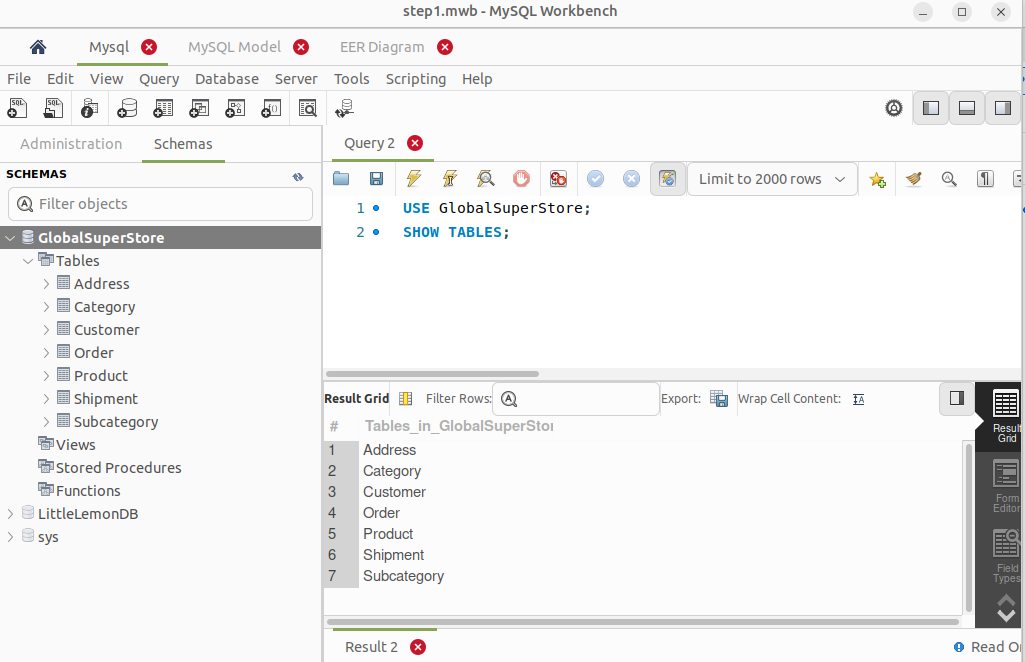 step1.mwb - MySQL Workbench
Mysql MySQL Model EER Diagram
File Edit View Query Database Server Tools Scripting Help
Administration Schemas
Query 2
SCHEMAS
Filter objects
Limit to 2000 rows
GlobalSuperStore
Tables
Address
Category
Customer
Order
Product
Shipment
Subcategory
Views
Stored Procedures
Functions
LittleLemonDB
sys
1 USE GlobalSuperStore;
2 SHOW TABLES;
Result Grid Filter Rows: Export: Wrap Cell Content:
# Tables_in_GlobalSuperStor
1 Address
2 Category
3 Customer
4 Order
5 Product
6 Shipment
7 Subcategory
Result
Grid
Form
Editor
Field
Types
Result 2 Read